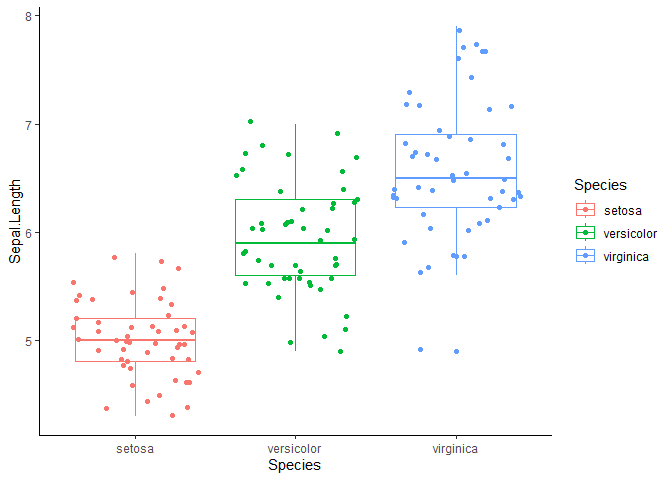 8
7
6
5
Sepal.Length
setosa
versicolor
virginica
Species
Species
setosa
versicolor
virginica